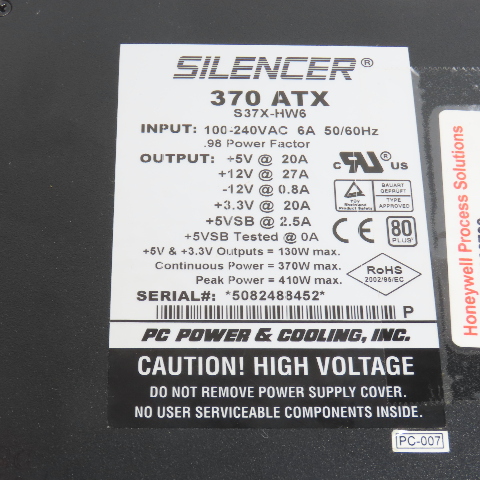 SILENCER®
370 ATX
S37X-HW6
INPUT: 100-240VAC 6A 50/60Hz
.98 Power Factor
OUTPUT: +5V @ 20A
+12V @ 27A
-12V @ 0.8A
+3.3V @ 20A
+5VSB @ 2.5A
+5VSB Tested @ 0A
+5V & +3.3V Outputs = 130W max.
Continuous Power = 370W max.
Peak Power = 410W max.
SERIAL#: *5082488452*
C US
BAUART
GEPRUFT
TYPE
APPROVED
CE
80
PLUS
RoHS
2002/95/EC
P
PC POWER & COOLING, INC.
CAUTION! HIGH VOLTAGE
DO NOT REMOVE POWER SUPPLY COVER.
NO USER SERVICEABLE COMPONENTS INSIDE.
PC-007
Honeywell Process Solutions